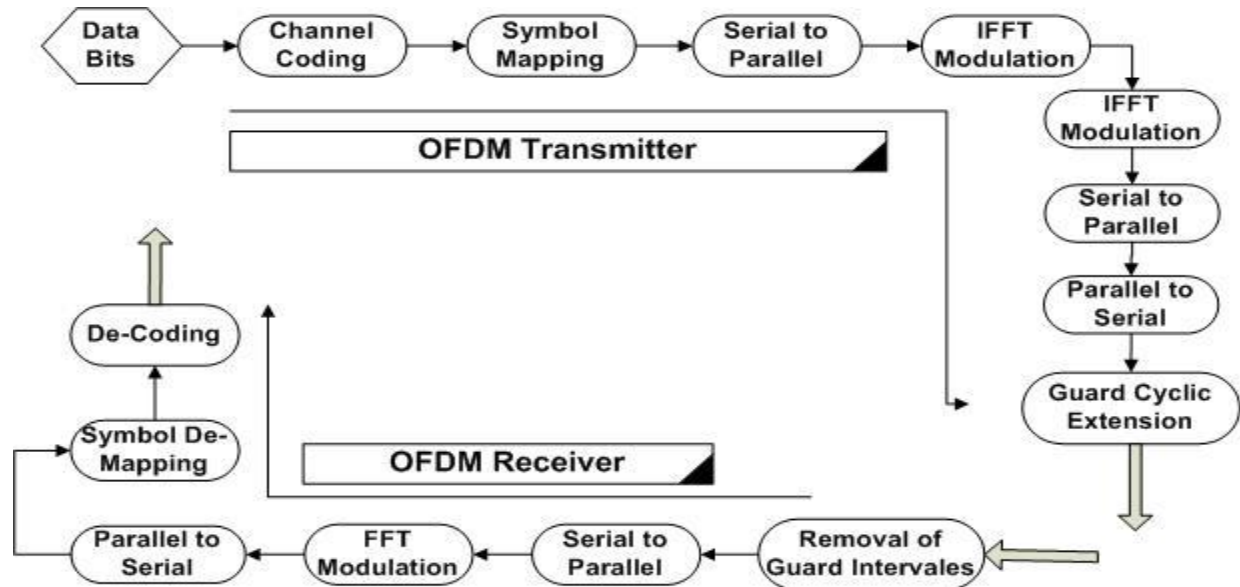 Data
Bits
Channel
Coding
Symbol
Mapping
Serial to
Parallel
IFFT
Modulation
IFFT
Modulation
OFDM Transmitter
Serial to
Parallel
Parallel to
Serial
Guard Cyclic
Extension
De-Coding
Symbol De-
Mapping
OFDM Receiver
Parallel to
Serial
FFT
Modulation
Serial to
Parallel
Removal of
Guard Intervales